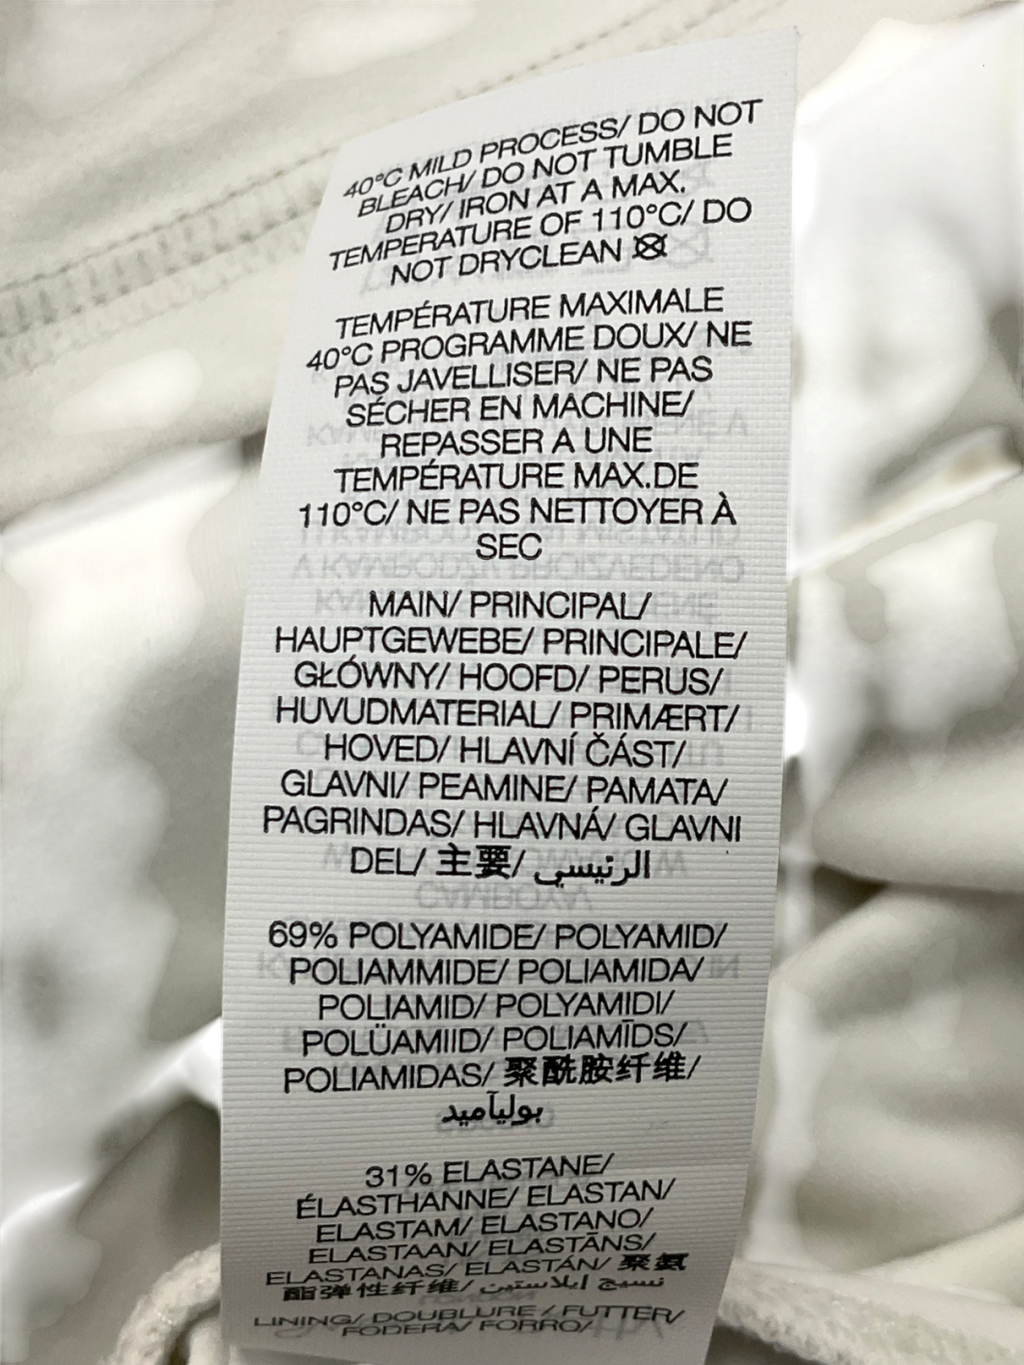 40°C MILD PROCESS/ DO NOT
BLEACH/ DO NOT TUMBLE
DRY/ IRON AT A MAX.
TEMPERATURE OF 110°C/ DO
NOT DRYCLEAN
TEMPÉRATURE MAXIMALE
40°C PROGRAMME DOUX/ NE
PAS JAVELLISER/ NE PAS
SÉCHER EN MACHINE/
REPASSER A UNE
TEMPÉRATURE MAX.DE
110°C/ NE PAS NETTOYER À
SEC
MAIN/ PRINCIPAL/
HAUPTGEWEBE/ PRINCIPALE/
GŁÓWNY/ HOOFD/ PERUS/
HUVUDMATERIAL/ PRIMÆRT/
HOVED/ HLAVNÍ ČÁST/
GLAVNI/ PEAMINE/ PAMATA/
PAGRINDAS/ HLAVNÁ/ GLAVNI
DEL/ 主要/ الرئيسي
69% POLYAMIDE/ POLYAMID/
POLIAMMIDE/ POLIAMIDA/
POLIAMID/ POLYAMIDI/
POLÜAMIID/ POLIAMĪDS/
POLIAMIDAS/ 聚酰胺纤维/
بوليآميد
31% ELASTANE/
ÉLASTHANNE/ ELASTAN/
ELASTAM/ ELASTANO/
ELASTAAN/ ELASTĀNS/
ELASTANAS/ ELASTÁN/ 聚氨
酯弹性纤维/ نسيج ايلاستين
LINING/ DOUBLURE / FUTTER/
FODERA/ FORRO/